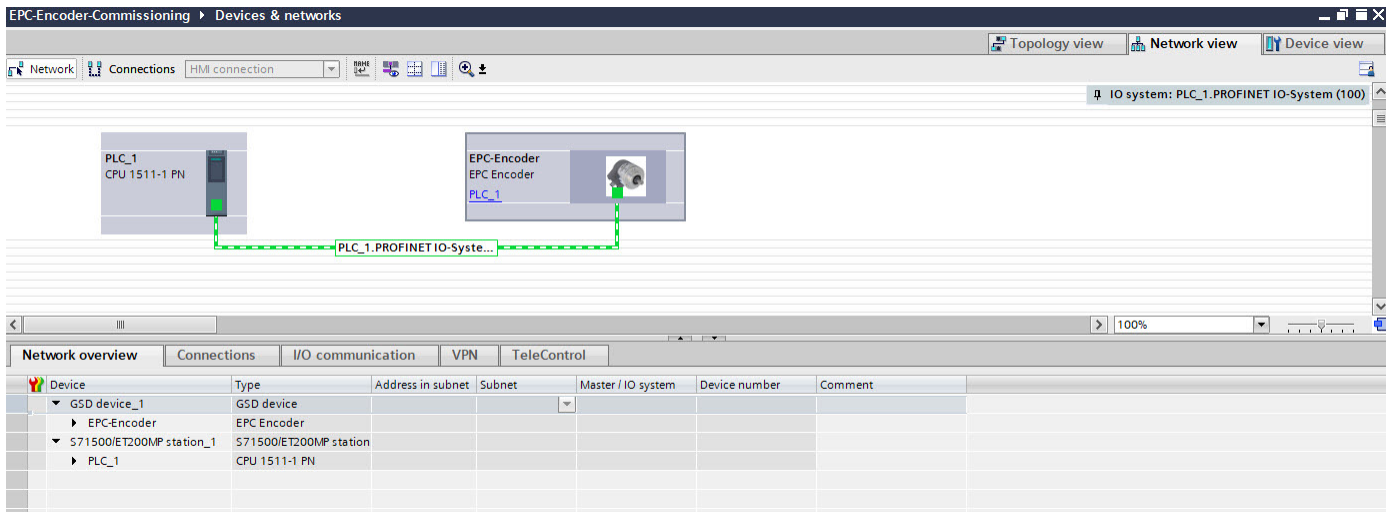 EPC-Encoder-Commissioning ▸ Devices & networks
Topology view Network view Device view
Network Connections HMI connection
IO system: PLC_1.PROFINET IO-System (100)
PLC_1
CPU 1511-1 PN
EPC-Encoder
EPC Encoder
PLC_1
PLC_1.PROFINET IO-Syste...
100%
Network overview Connections I/O communication VPN TeleControl
Device Type Address in subnet Subnet Master / IO system Device number Comment
GSD device_1 GSD device
EPC-Encoder EPC Encoder
S71500/ET200MP station_1 S71500/ET200MP station
PLC_1 CPU 1511-1 PN